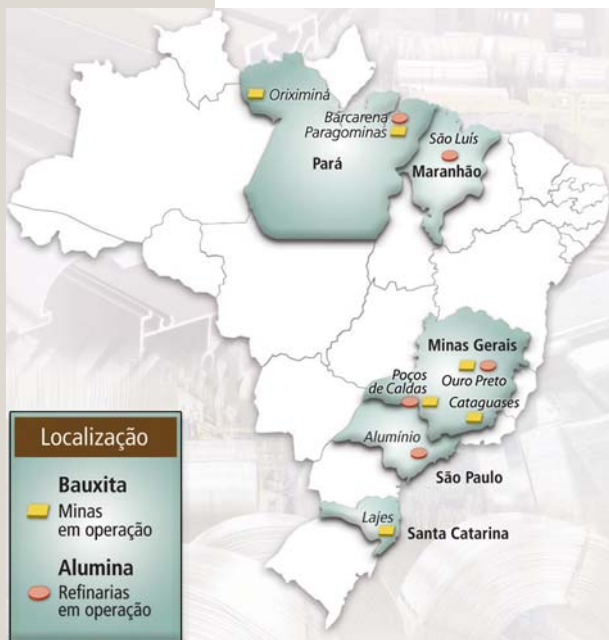 Oriximiná
Barcarena
Paragominas
São Luís
Pará
Maranhão
Minas Gerais
Poços
de Caldas
Ouro Preto
Cataguases
Alumínio
São Paulo
Lajes
Santa Catarina
Localização
Bauxita
Minas
em operação
Alumina
Refinarias
em operação